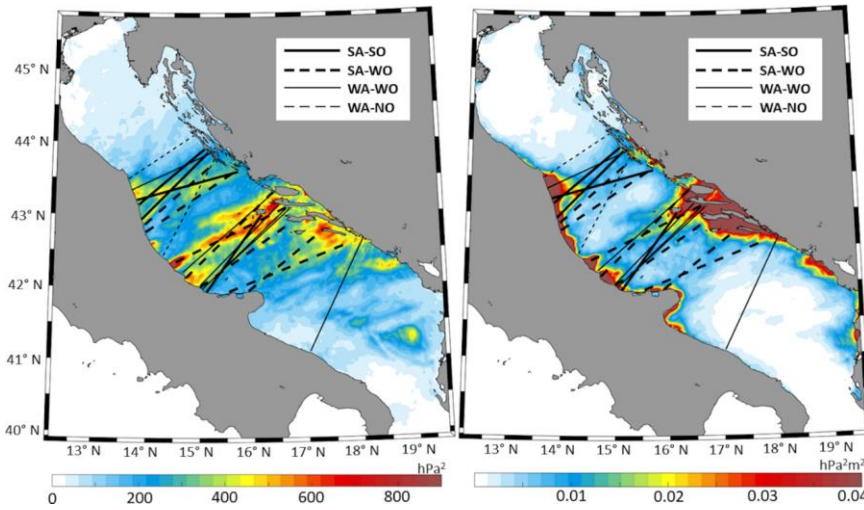 SA-SO
SA-WO
WA-WO
WA-NO
45° N
44° N
43° N
42° N
41° N
40° N
13° N
14° N
15° N
16° N
17° N
18° N
19° N
hPa²
0
200
400
600
800
SA-SO
SA-WO
WA-WO
WA-NO
13° N
14° N
15° N
16° N
17° N
18° N
19° N
hPa²m²
0.01
0.02
0.03
0.04